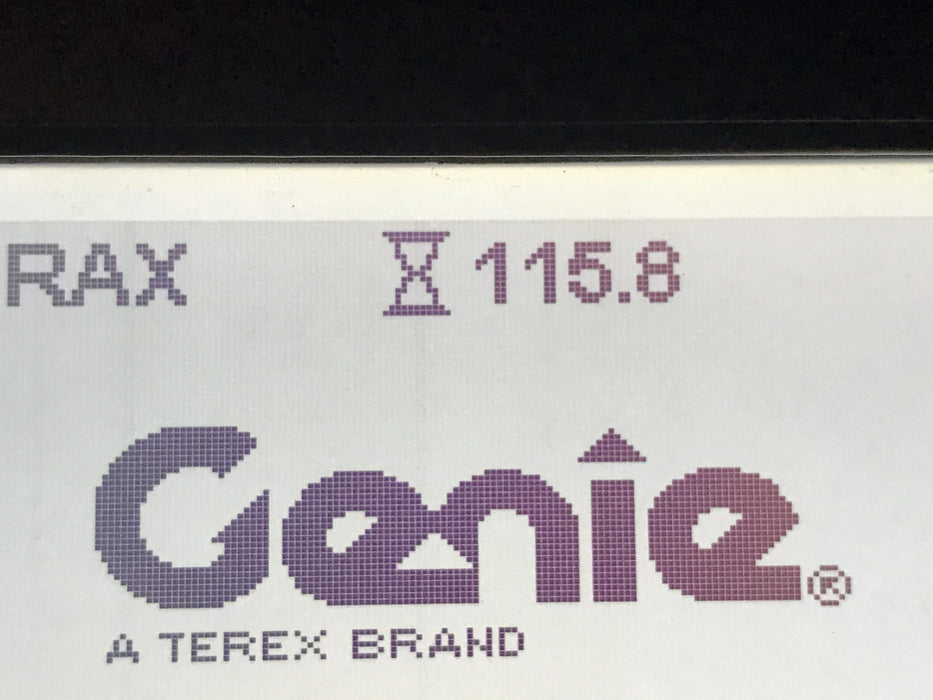 RAX 115.8
Genie®
A TEREX BRAND